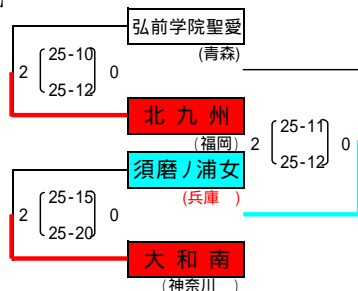 】
弘前学院聖愛
(青森)
2 25-10 0
25-12
北九州
(福岡)
2 25-11 0
25-12
須磨ノ浦女
(兵庫 )
2 25-15 0
25-20
大和南
(神奈川 )